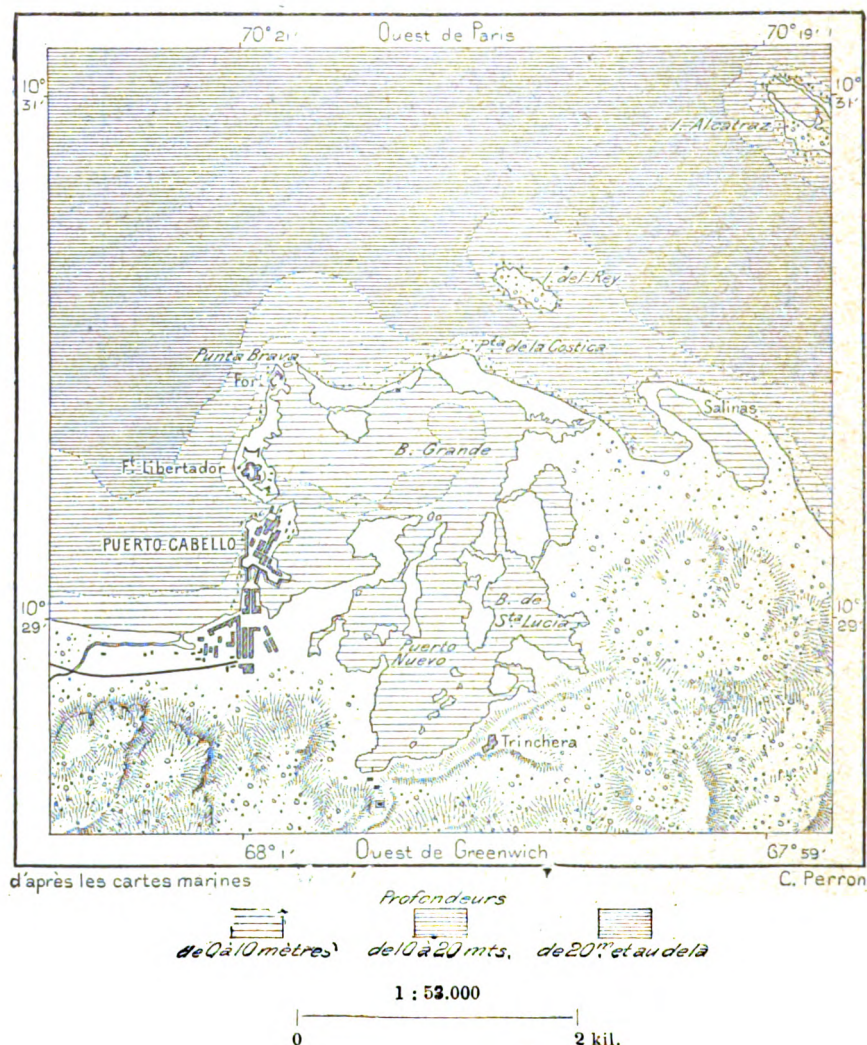 70° 21' Ouest de Paris 70° 19'
10° 31'
10° 31'
I. Alcatraz
I. del Rey
Pta de la Costica
Punta Brava
For.
Salinas
B. Grande
Ft. Libertador
PUERTO-CABELLO
10° 29'
10° 29'
B. de
Sta Lucia
Puerto
Nuevo
Trinchera
68° 1' Ouest de Greenwich 67° 59'
d'après les cartes marines C. Perron
Profondeurs
de 0 à 10 mètres de 10 à 20 mts. de 20m. et au delà
1 : 53.000
0 2 kil.